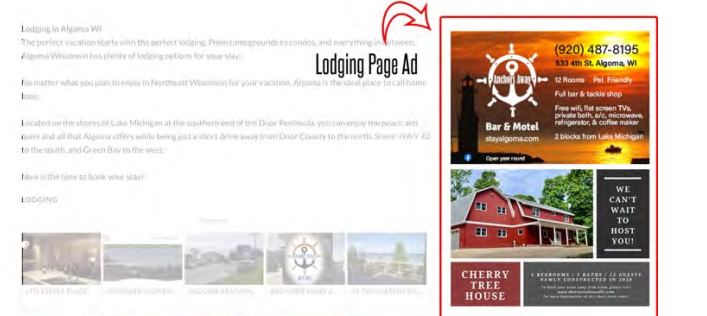 Lodging in Algoma WI
The perfect vacation starts with the perfect lodging. From campgrounds to condos, and everything in between,
Algoma Wisconsin has plenty of lodging options for your stay.
No matter what you plan to enjoy in Northeast Wisconsin for your vacation, Algoma is the ideal place to call home
base.
Located on the shores of Lake Michigan at the southern end of the Door Peninsula, you can enjoy the peace and
quiet and all that Algoma offers while being just a short drive away from Door County to the north, Scenic HWY 42
to the south, and Green Bay to the west.
Now is the time to book your stay!
LODGING
Lodging Page Ad
Anchors Away
Bar & Motel
stayalgoma.com
Open year round
(920) 487-8195
533 4th St. Algoma, WI
12 Rooms Pet Friendly
Full bar & tackle shop
Free wifi, flat screen TVs,
private bath, a/c, microwave,
refrigerator, & coffee maker
2 blocks from Lake Michigan
WE
CAN'T
WAIT
TO
HOST
YOU!
CHERRY
TREE
HOUSE
5 BEDROOMS / 3 BATHS / 12 GUESTS
NEWLY CONSTRUCTED IN 2020